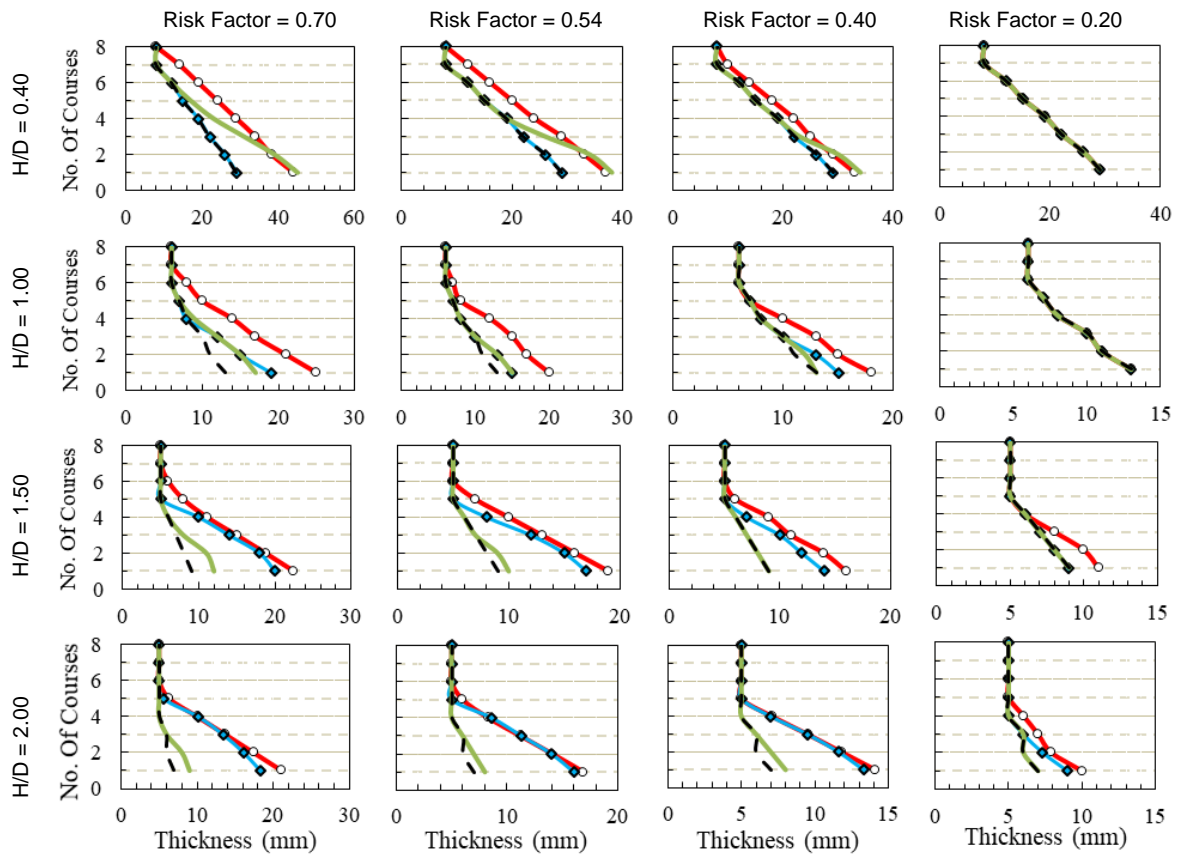 Risk Factor = 0.70
Risk Factor = 0.54
Risk Factor = 0.40
Risk Factor = 0.20
H/D = 0.40
No. Of Courses
8
6
4
2
0
0 20 40 60
0 20 40
0 20 40
0 20 40
H/D = 1.00
No. Of Courses
8
6
4
2
0
0 10 20 30
0 10 20 30
0 10 20
0 5 10 15
H/D = 1.50
No. Of Courses
8
6
4
2
0
0 10 20 30
0 10 20
0 10 20
0 5 10 15
H/D = 2.00
No. Of Courses
8
6
4
2
0
0 10 20 30
0 10 20
0 5 10 15
0 5 10 15
Thickness (mm)
Thickness (mm)
Thickness (mm)
Thickness (mm)